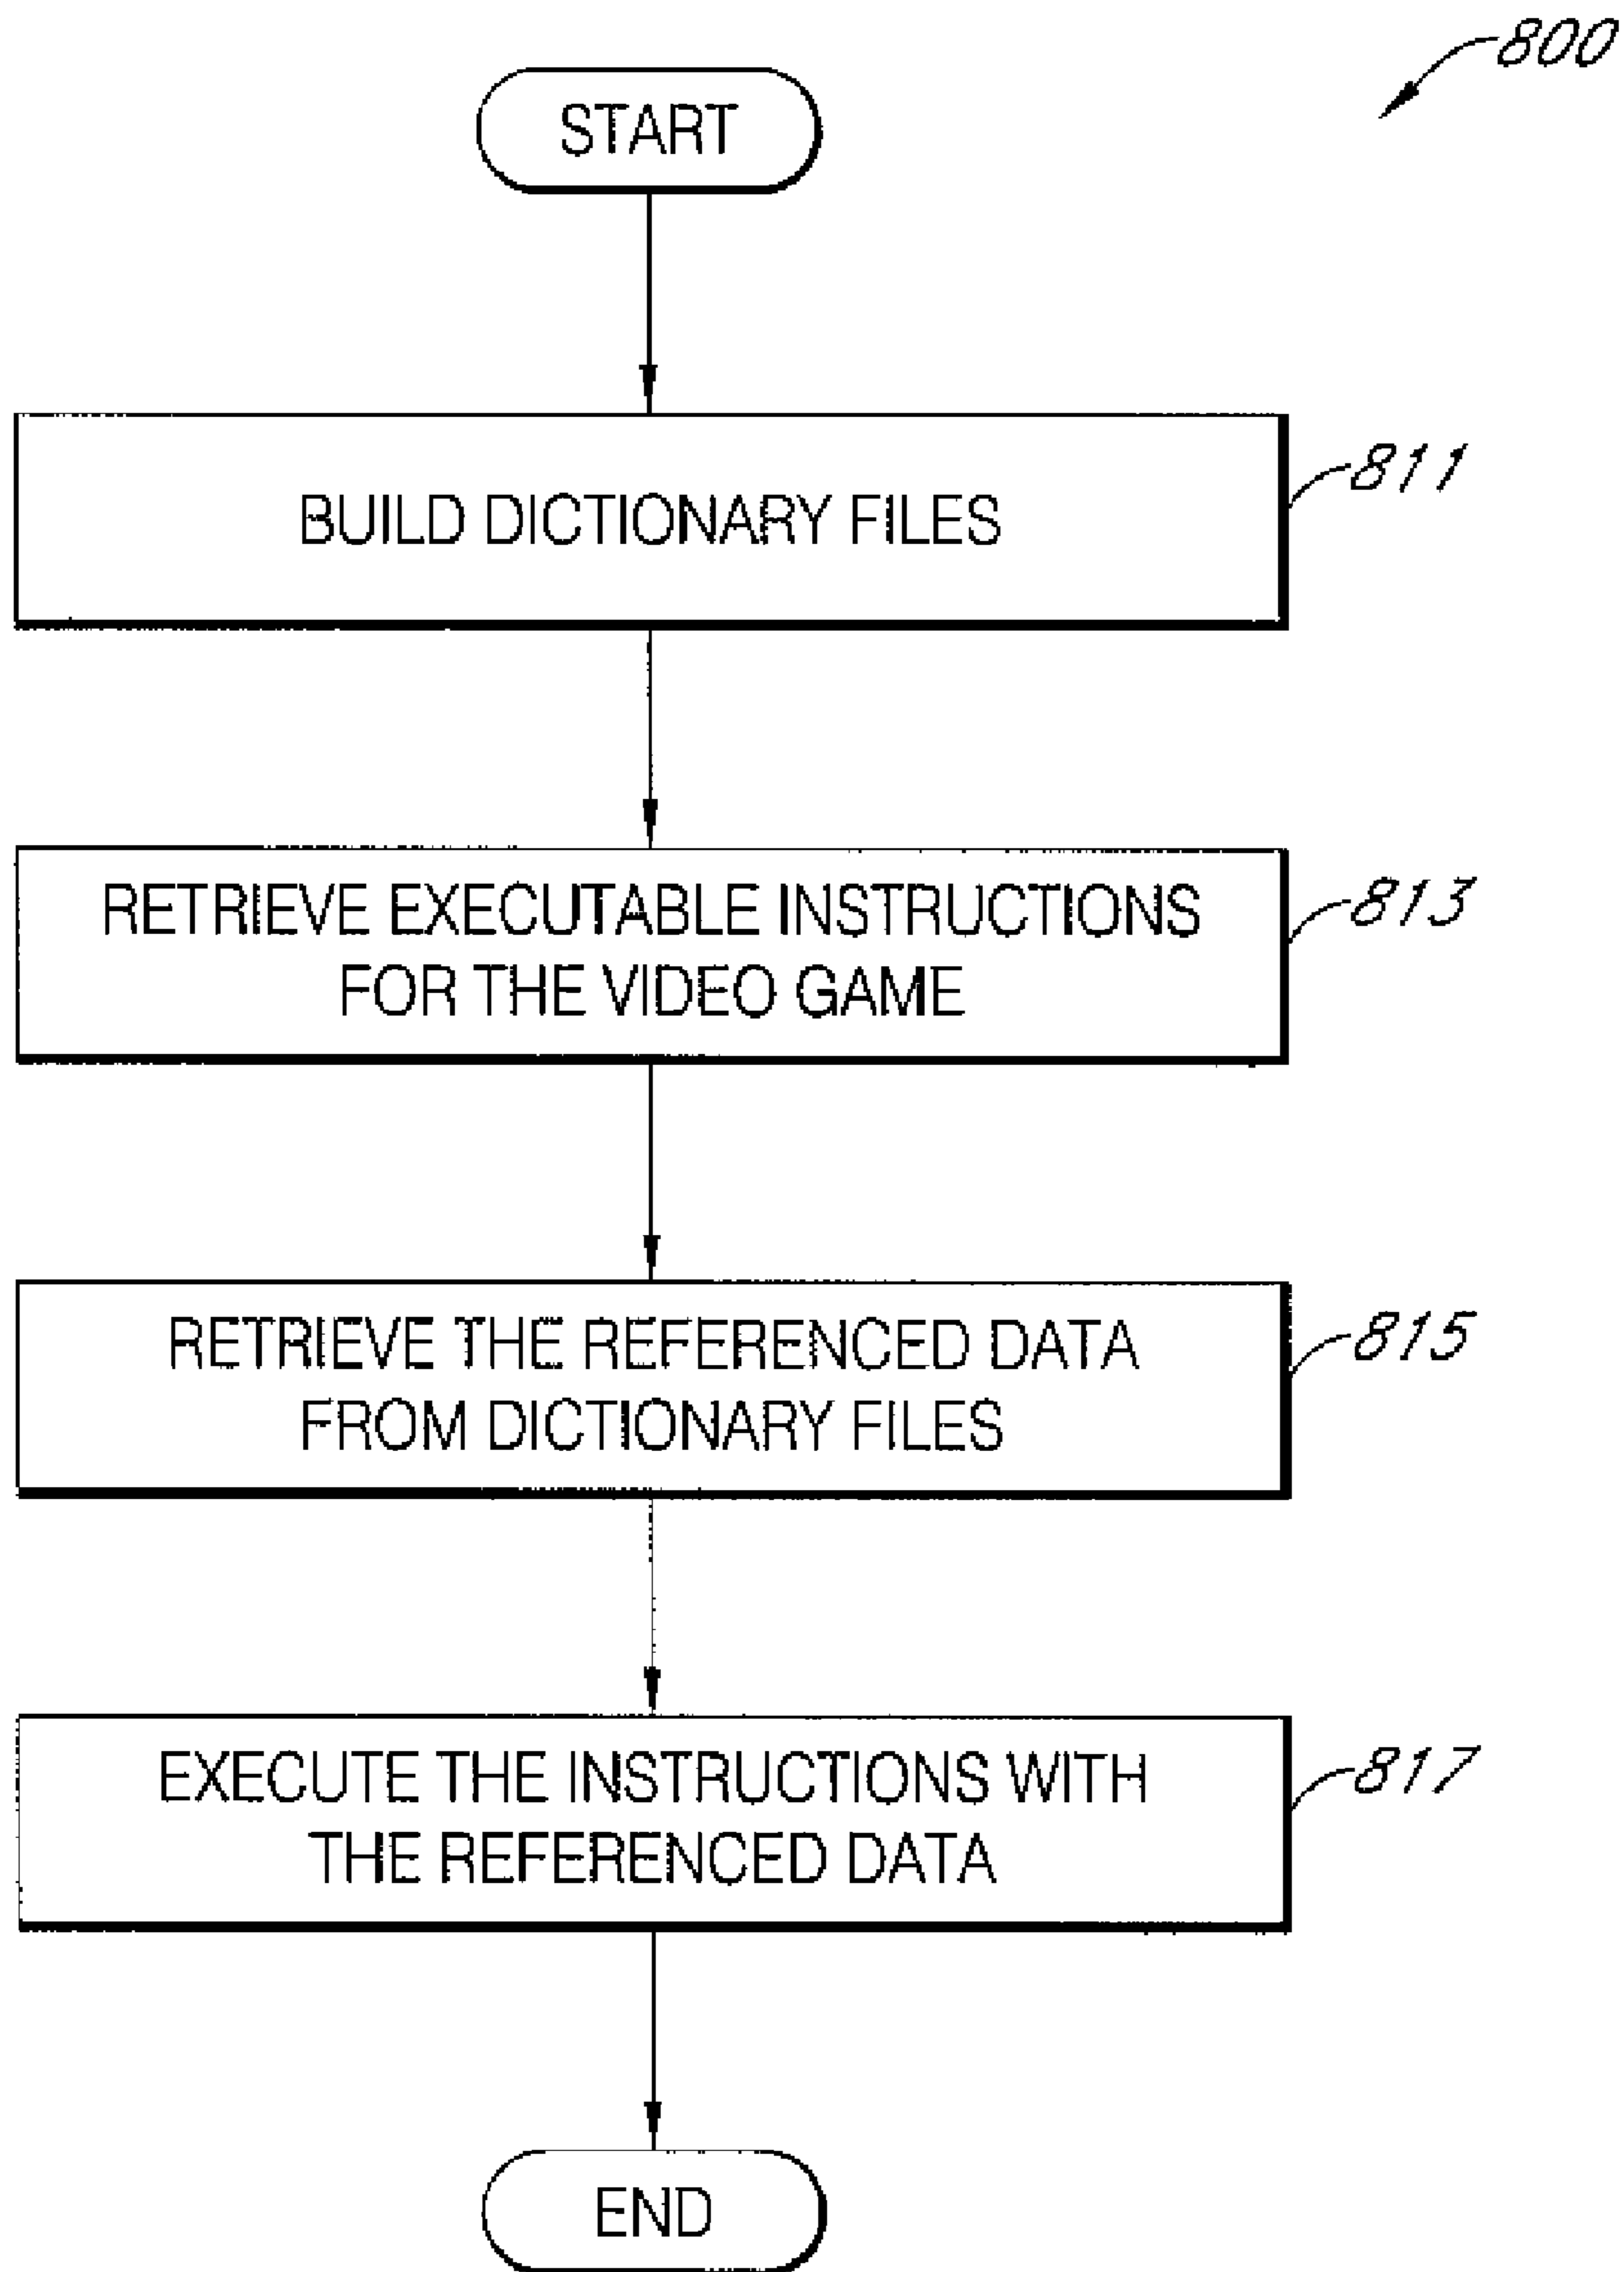 800
START
BUILD DICTIONARY FILES
811
RETRIEVE EXECUTABLE INSTRUCTIONS
FOR THE VIDEO GAME
813
RETRIEVE THE REFERENCED DATA
FROM DICTIONARY FILES
815
EXECUTE THE INSTRUCTIONS WITH
THE REFERENCED DATA
817
END